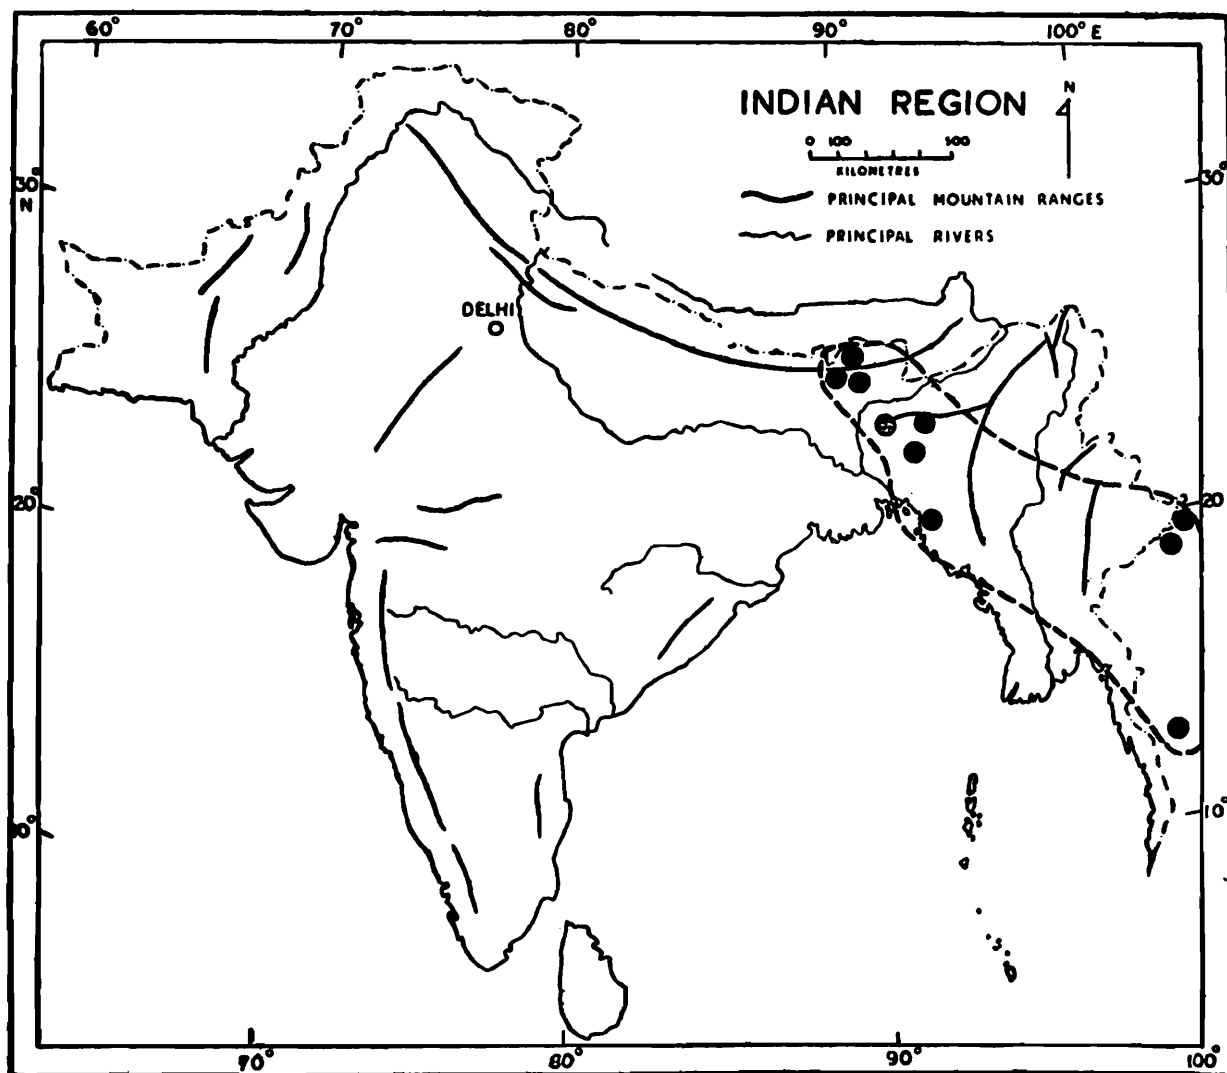 60° 70° 80° 90° 100° E
INDIAN REGION
N
0 100 500
KILOMETRES
PRINCIPAL MOUNTAIN RANGES
PRINCIPAL RIVERS
30°
N
30°
DELHI
?
20°
?
20°
10°
10°
70° 80° 90° 100°